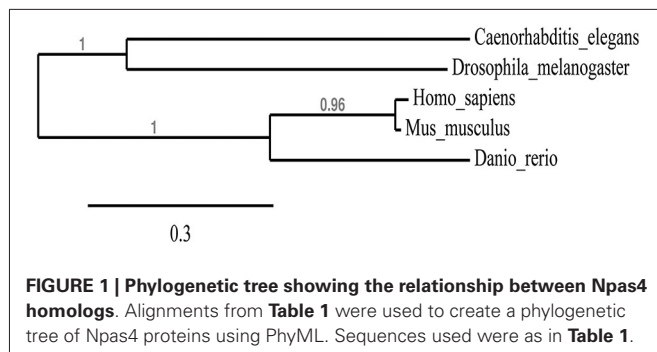 1
Caenorhabditis_elegans
Drosophila_melanogaster
0.96
Homo_sapiens
1
Mus_musculus
Danio_rerio
0.3
FIGURE 1 | Phylogenetic tree showing the relationship between Npas4
homologs. Alignments from Table 1 were used to create a phylogenetic
tree of Npas4 proteins using PhyML. Sequences used were as in Table 1.